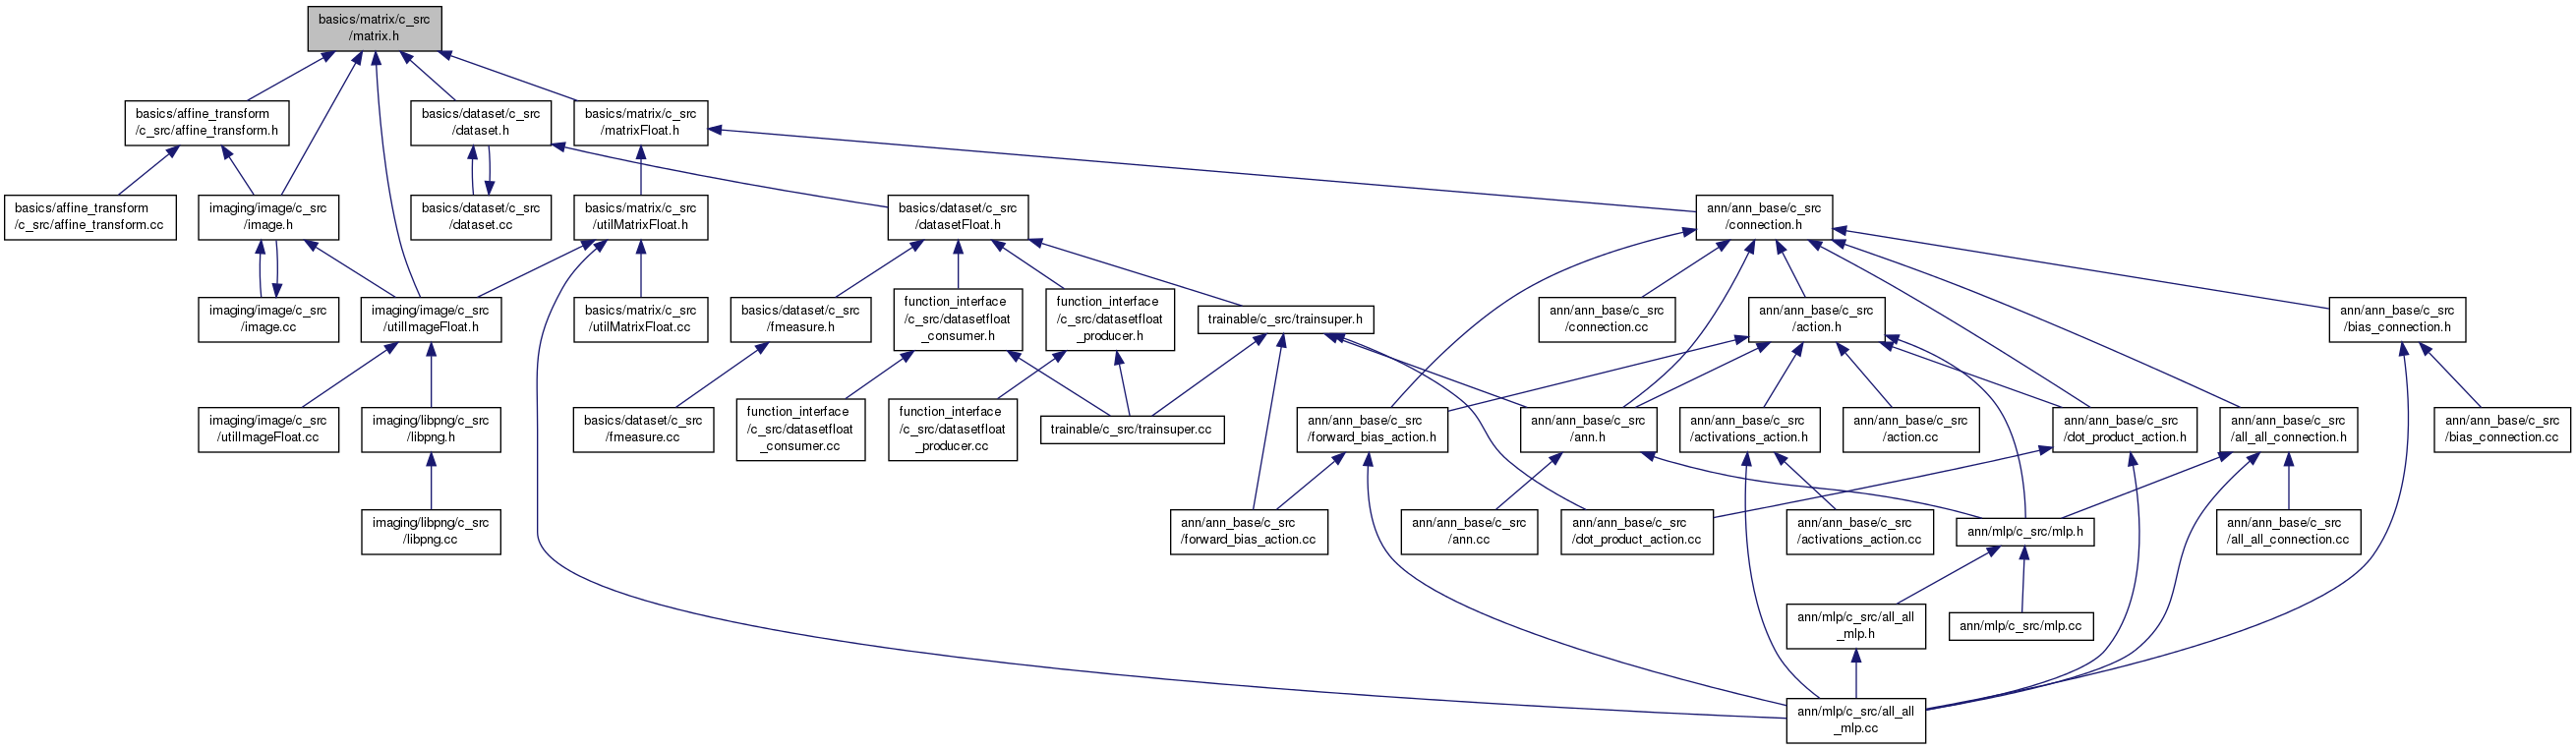 basics/matrix/c_src
/matrix.h
basics/affine_transform
/c_src/affine_transform.h
basics/dataset/c_src
/dataset.h
basics/matrix/c_src
/matrixFloat.h
basics/affine_transform
/c_src/affine_transform.cc
imaging/image/c_src
/image.h
basics/dataset/c_src
/dataset.cc
basics/matrix/c_src
/utilMatrixFloat.h
basics/dataset/c_src
/datasetFloat.h
ann/ann_base/c_src
/connection.h
imaging/image/c_src
/image.cc
imaging/image/c_src
/utilImageFloat.h
basics/matrix/c_src
/utilMatrixFloat.cc
basics/dataset/c_src
/fmeasure.h
function_interface
/c_src/datasetfloat
_consumer.h
function_interface
/c_src/datasetfloat
_producer.h
trainable/c_src/trainsuper.h
ann/ann_base/c_src
/connection.cc
ann/ann_base/c_src
/action.h
ann/ann_base/c_src
/bias_connection.h
imaging/image/c_src
/utilImageFloat.cc
imaging/libpng/c_src
/libpng.h
basics/dataset/c_src
/fmeasure.cc
function_interface
/c_src/datasetfloat
_consumer.cc
function_interface
/c_src/datasetfloat
_producer.cc
trainable/c_src/trainsuper.cc
ann/ann_base/c_src
/forward_bias_action.h
ann/ann_base/c_src
/ann.h
ann/ann_base/c_src
/activations_action.h
ann/ann_base/c_src
/action.cc
ann/ann_base/c_src
/dot_product_action.h
ann/ann_base/c_src
/all_all_connection.h
ann/ann_base/c_src
/bias_connection.cc
imaging/libpng/c_src
/libpng.cc
ann/ann_base/c_src
/forward_bias_action.cc
ann/ann_base/c_src
/ann.cc
ann/ann_base/c_src
/dot_product_action.cc
ann/ann_base/c_src
/activations_action.cc
ann/mlp/c_src/mlp.h
ann/ann_base/c_src
/all_all_connection.cc
ann/mlp/c_src/all_all
_mlp.h
ann/mlp/c_src/mlp.cc
ann/mlp/c_src/all_all
_mlp.cc